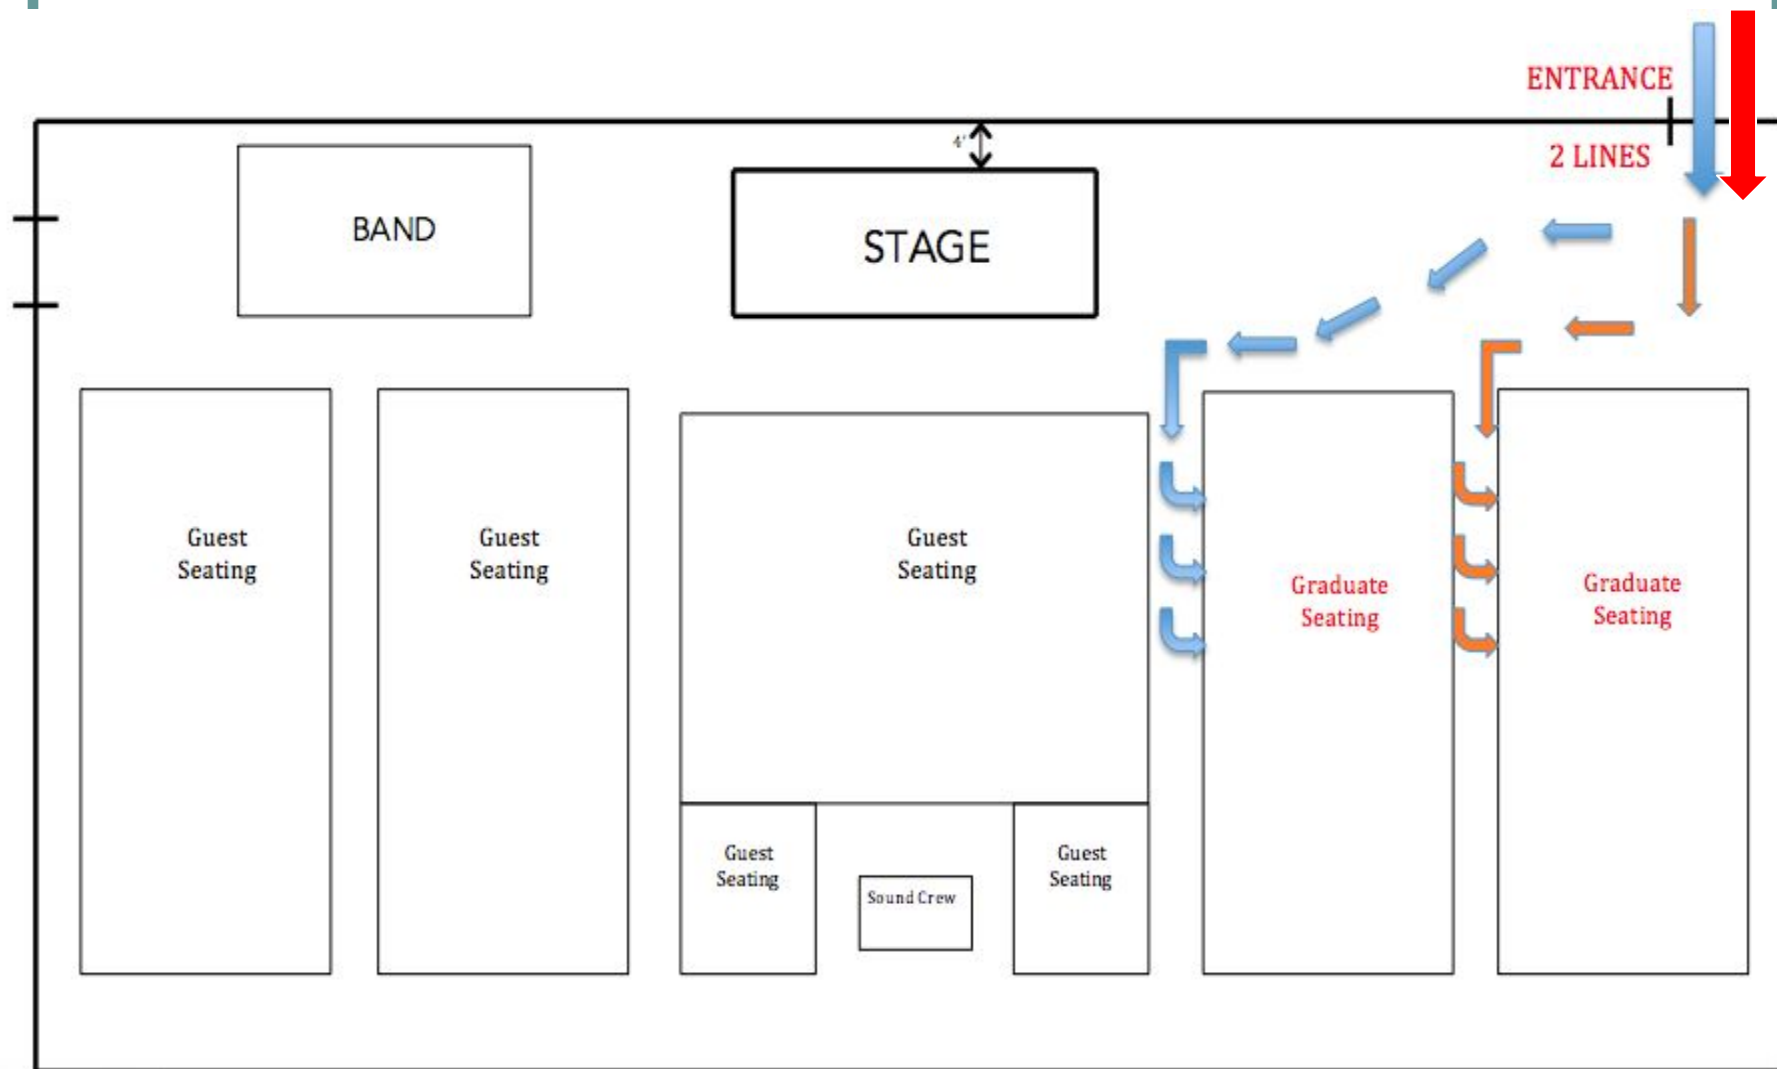 ENTRANCE
4'
2 LINES
BAND
STAGE
Guest
Seating
Guest
Seating
Guest
Seating
Graduate
Seating
Graduate
Seating
Guest
Seating
Sound Crew
Guest
Seating